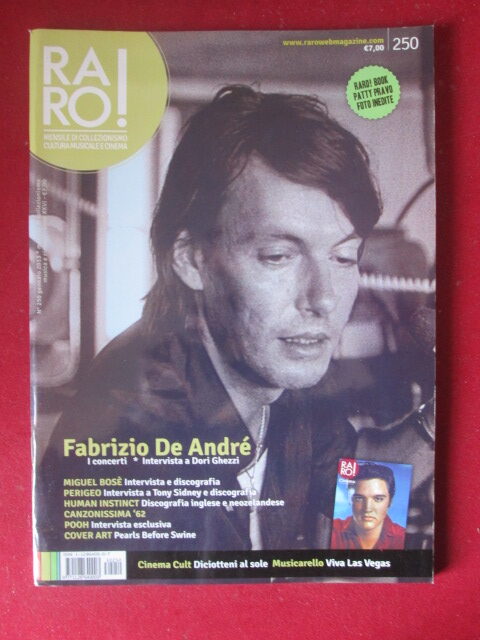 www.rarowebmagazine.com
€7,00
250
RA
RO!
MENSILE DI COLLEZIONISMO
CULTURA MUSICALE E CINEMA
RARO! BOOK
PATTY PRAVO
FOTO INEDITE
Fabrizio De André
I concerti * Intervista a Dori Ghezzi
MIGUEL BOSÈ Intervista e discografia
PERIGEO Intervista a Tony Sidney e discografia
HUMAN INSTINCT Discografia inglese e neozelandese
CANZONISSIMA '62
POOH Intervista esclusiva
COVER ART Pearls Before Swine
RA
RO!
Cinema Cult Diciotteni al sole Musicarello Viva Las Vegas